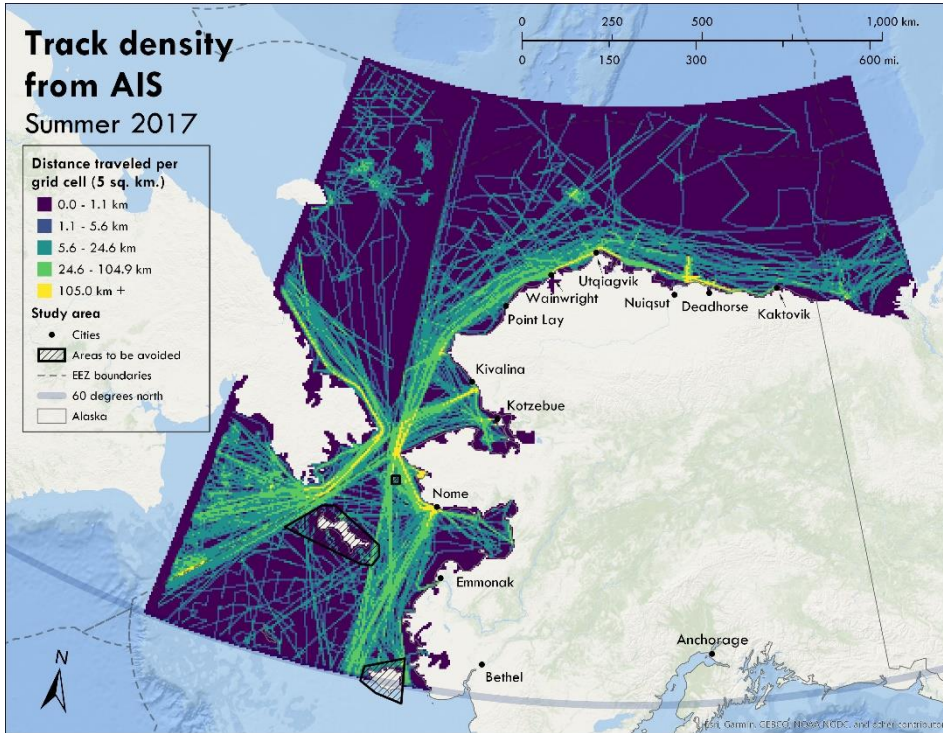 Track density
from AIS
Summer 2017
Distance traveled per
grid cell (5 sq. km.)
0.0 - 1.1 km
1.1 - 5.6 km
5.6 - 24.6 km
24.6 - 104.9 km
105.0 km +
Study area
Cities
Areas to be avoided
EEZ boundaries
60 degrees north
Alaska
0 250 500 1,000 km.
0 150 300 600 mi.
Utqiagvik
Wainwright
Nuiqsut
Deadhorse
Kaktovik
Point Lay
Kivalina
Kotzebue
Nome
Emmonak
Anchorage
Bethel
N
Esri, Garmin, GEBCO, NOAA NGDC, and other contributor